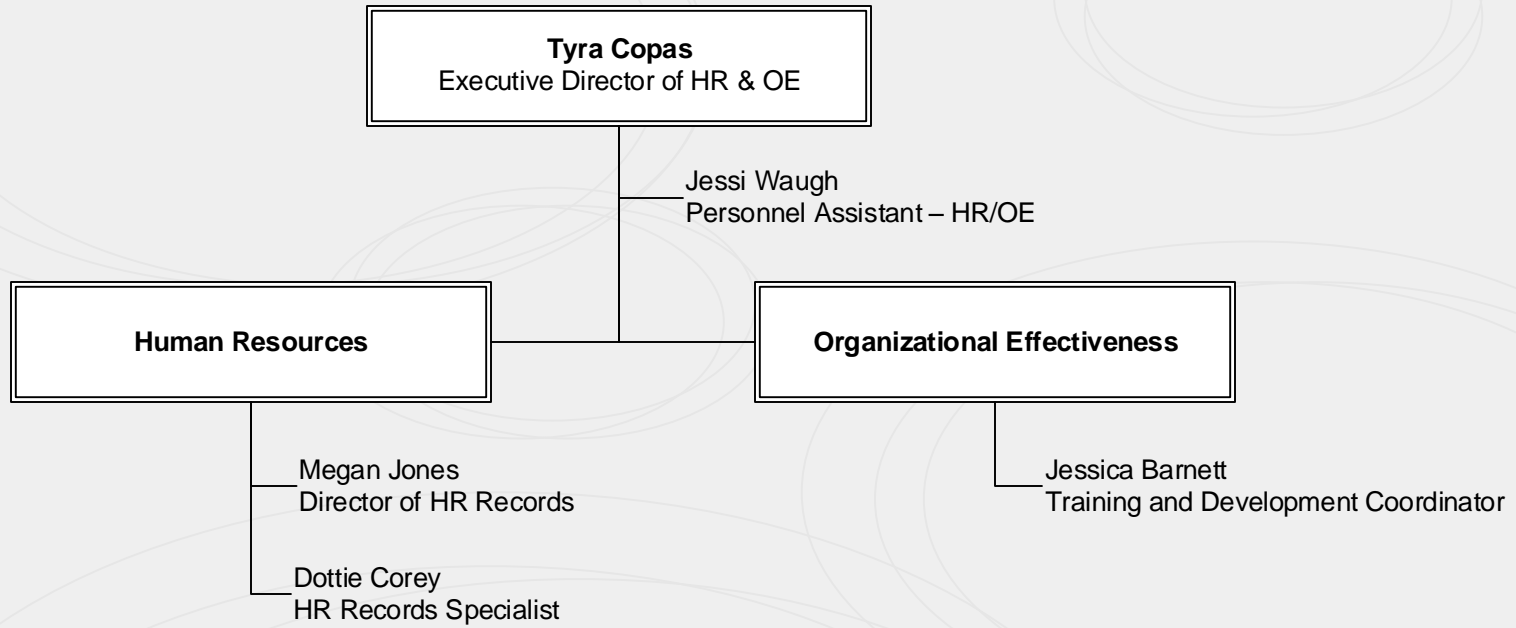 Tyra Copas
Executive Director of HR & OE
Jessi Waugh
Personnel Assistant – HR/OE
Human Resources
Organizational Effectiveness
Megan Jones
Director of HR Records
Jessica Barnett
Training and Development Coordinator
Dottie Corey
HR Records Specialist